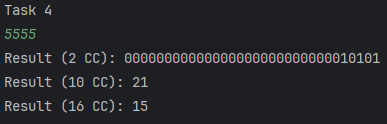 Task 4
5555
Result (2 CC): 00000000000000000000000000010101
Result (10 CC): 21
Result (16 CC): 15